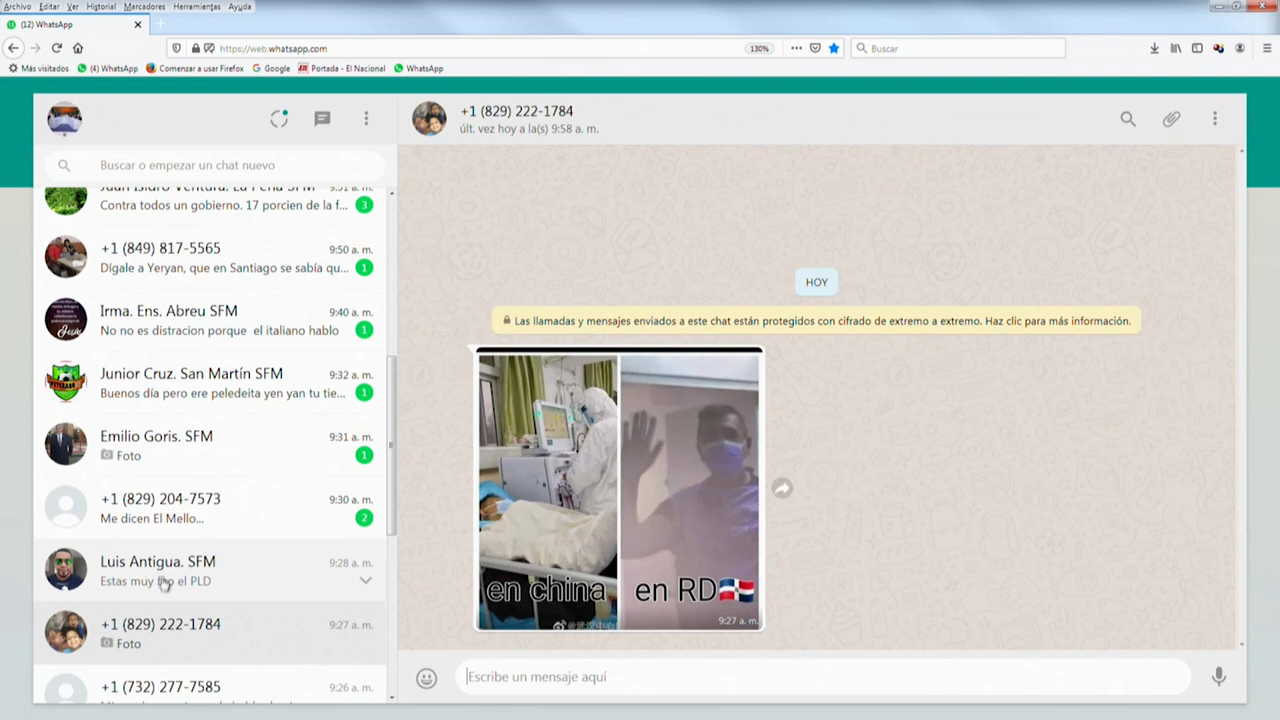 Archivo Editar Ver Historial Marcadores Herramientas Ayuda
(12) WhatsApp
https://web.whatsapp.com
130%
Buscar
Más visitados
(4) WhatsApp
Comenzar a usar Firefox
Google
Portada - El Nacional
WhatsApp
Buscar o empezar un chat nuevo
Juan Isidro Ventura. La Peña SFM 9:51 a. m.
Contra todos un gobierno. 17 porcien de la f... 3
+1 (849) 817-5565 9:50 a. m.
Dígale a Yeryan, que en Santiago se sabía qu... 1
Irma. Ens. Abreu SFM 9:40 a. m.
No no es distracion porque el italiano hablo 1
Junior Cruz. San Martín SFM 9:32 a. m.
Buenos día pero ere peledeita yen yan tu tie... 1
Emilio Goris. SFM 9:31 a. m.
Foto 1
+1 (829) 204-7573 9:30 a. m.
Me dicen El Mello... 2
Luis Antigua. SFM 9:28 a. m.
Estas muy el PLD
+1 (829) 222-1784 9:27 a. m.
Foto
+1 (732) 277-7585 9:26 a. m.
+1 (829) 222-1784
últ. vez hoy a la(s) 9:58 a. m.
HOY
Las llamadas y mensajes enviados a este chat están protegidos con cifrado de extremo a extremo. Haz clic para más información.
en china
en RD
9:27 a. m.
Escribe un mensaje aquí